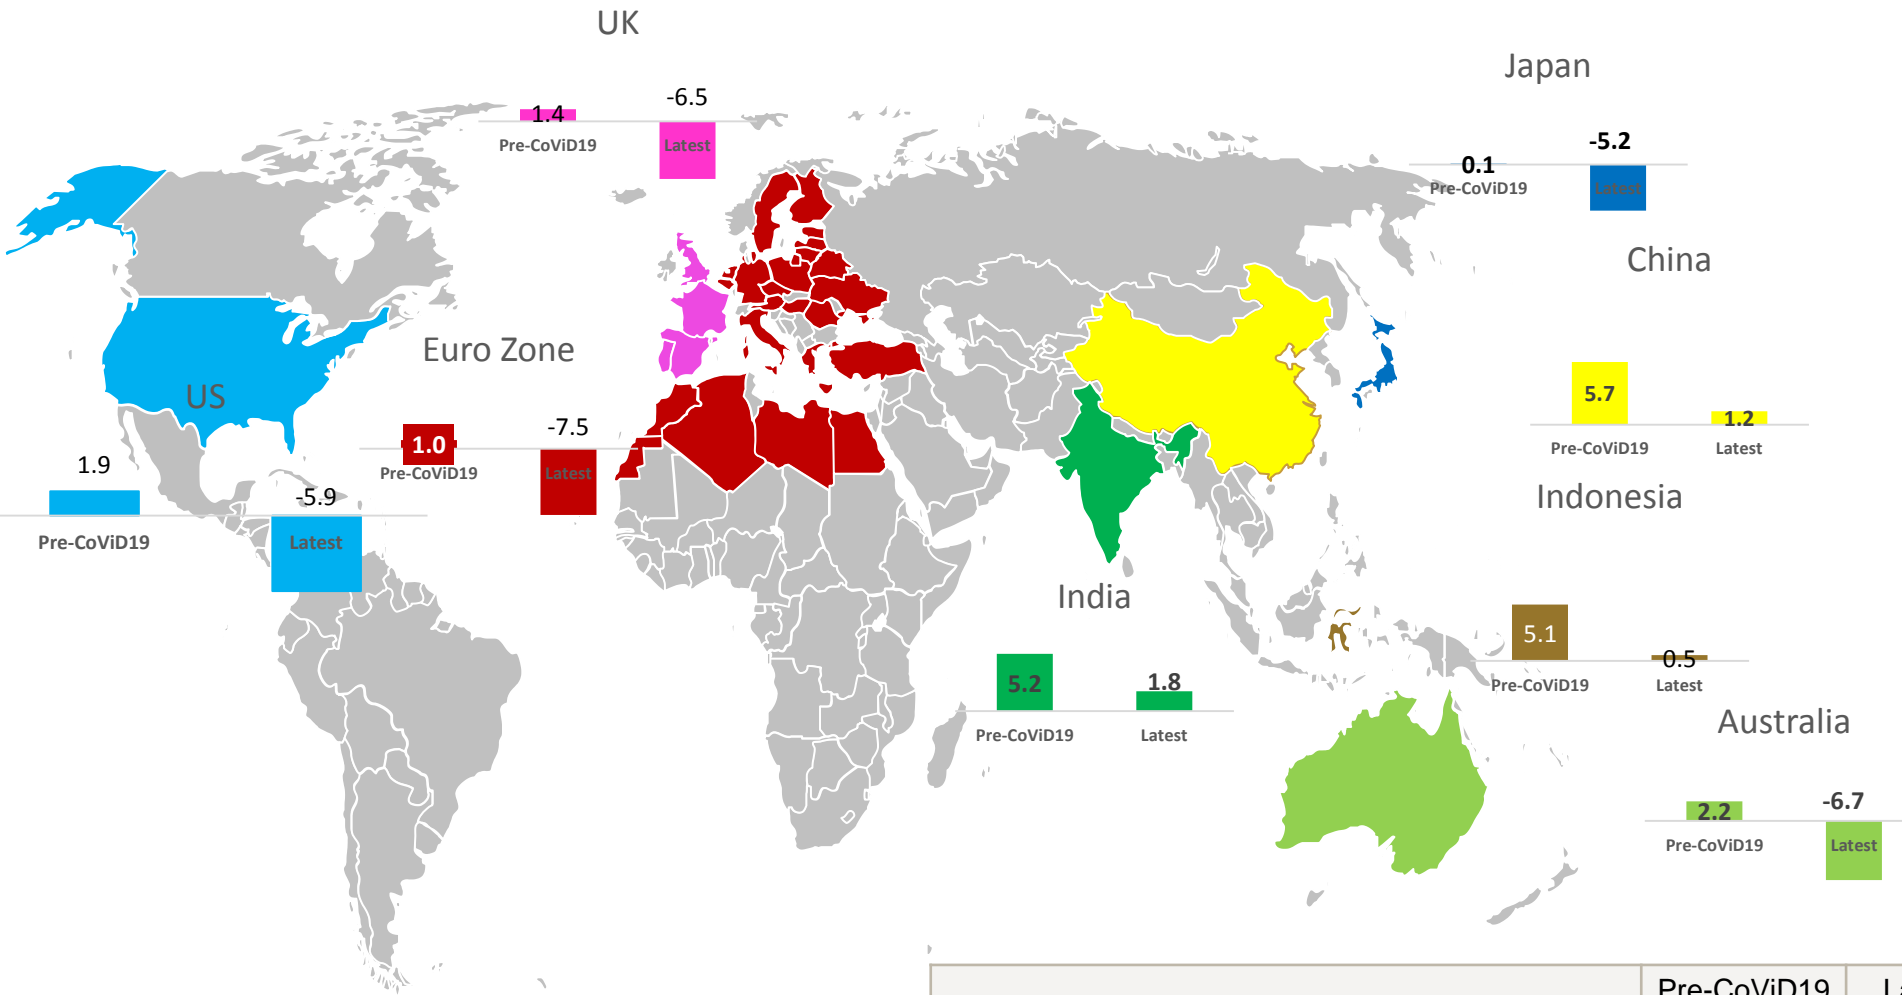 UK
1.4
-6.5
Pre-CoViD19
Latest
Japan
0.1
-5.2
Pre-CoViD19
Latest
China
5.7
1.2
Pre-CoViD19
Latest
Euro Zone
1.0
-7.5
Pre-CoViD19
Latest
US
1.9
-5.9
Pre-CoViD19
Latest
Indonesia
5.1
0.5
Pre-CoViD19
Latest
India
5.2
1.8
Pre-CoViD19
Latest
Australia
2.2
-6.7
Pre-CoViD19
Latest
Pre-CoViD19